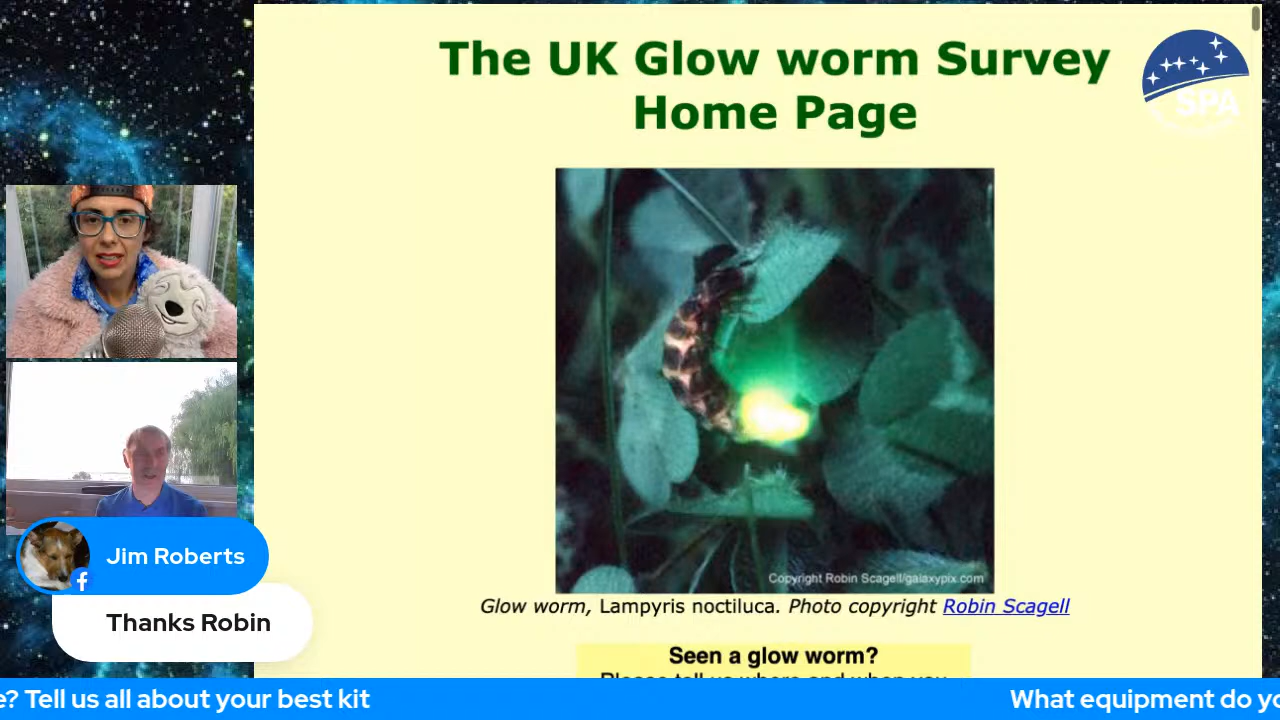 The UK Glow worm Survey
Home Page
SPA
Copyright Robin Scagell/galaxypix.com
Glow worm, Lampyris noctiluca. Photo copyright Robin Scagell
Seen a glow worm?
Please tell us where and when you
Jim Roberts
Thanks Robin
e? Tell us all about your best kit
What equipment do yo